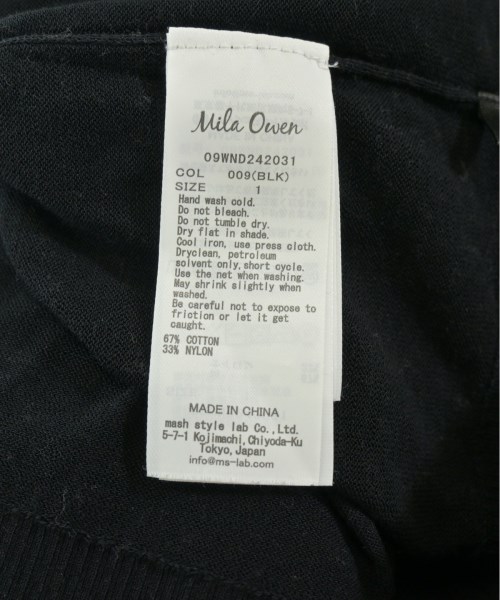 Mila Owen
09WND242031
COL 009(BLK)
SIZE 1
Hand wash cold.
Do not bleach.
Do not tumble dry.
Dry flat in shade.
Cool iron, use press cloth.
Dryclean, petroleum
solvent only,short cycle.
Use the net when washing.
May shrink slightly when
washed.
Be careful not to expose to
friction or let it get
caught.
67% COTTON
33% NYLON
MADE IN CHINA
mash style lab Co.,Ltd.
5-7-1 Kojimachi,Chiyoda-Ku
Tokyo,Japan
info@ms-lab.com